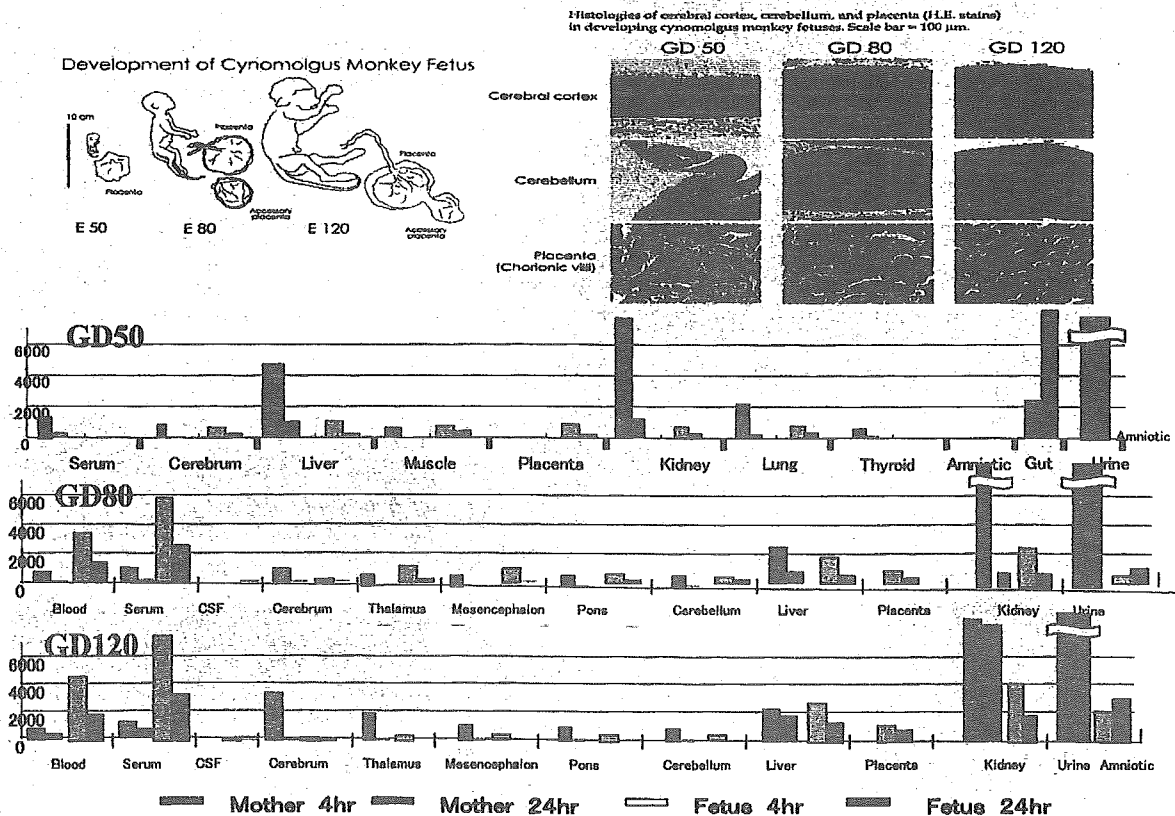 Histologies of cerebral cortex, cerebellum, and placenta (H.E. stains)
in developing cynomolgus monkey fetuses. Scale bar = 100 μm.
GD 50 GD 80 GD 120
Cerebral cortex
Cerebellum
Placenta
(Chorionic villi)
Development of Cynomolgus Monkey Fetus
10 cm
Placenta
Placenta
Accessory
placenta
Placenta
Accessory
placenta
E 50 E 80 E 120
GD50
6000
4000
2000
0
Amniotic
Serum Cerebrum Liver Muscle Placenta Kidney Lung Thyroid Amniotic Gut Urine
GD80
6000
4000
2000
0
Blood Serum CSF Cerebrum Thalamus Mesencephalon Pons Cerebellum Liver Placenta Kidney Urine
GD120
6000
4000
2000
0
Blood Serum CSF Cerebrum Thalamus Mesencephalon Pons Cerebellum Liver Placenta Kidney Urine Amniotic
Mother 4hr Mother 24hr Fetus 4hr Fetus 24hr